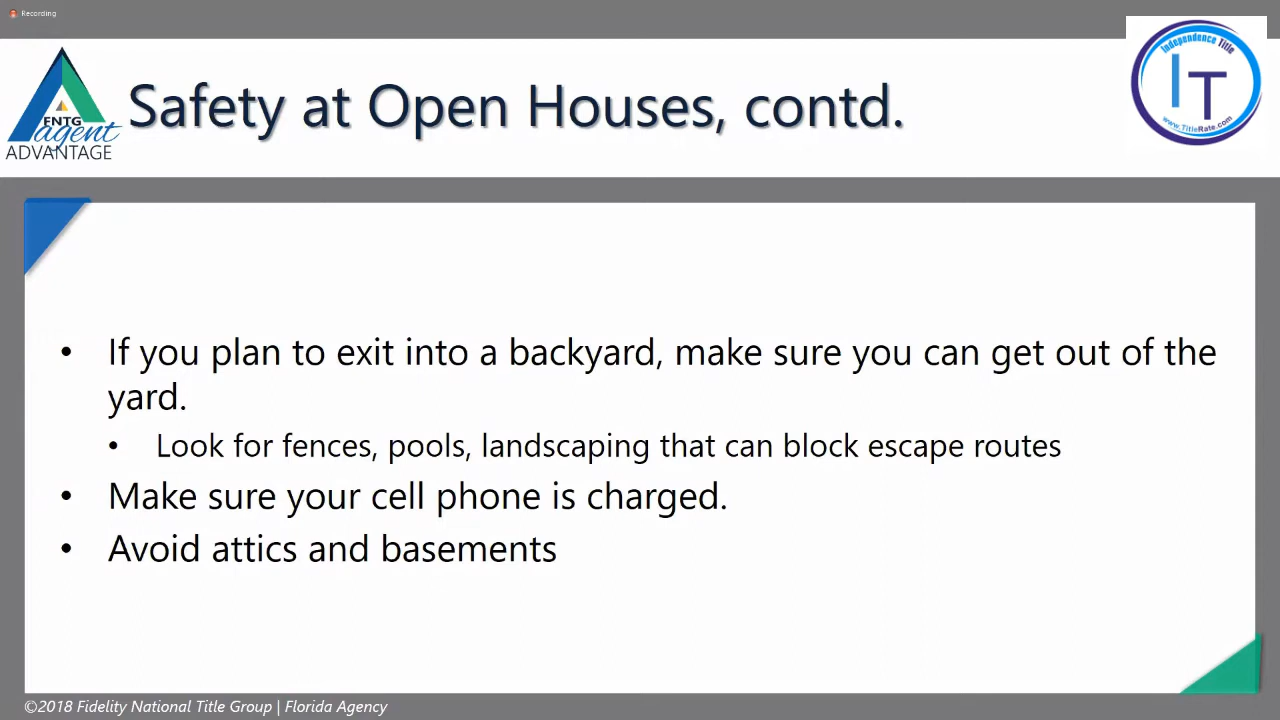 Recording
Safety at Open Houses, contd.
FNTG
agent
ADVANTAGE
Independence Title
IT
www.TitleRate.com
• If you plan to exit into a backyard, make sure you can get out of the
yard.
• Look for fences, pools, landscaping that can block escape routes
• Make sure your cell phone is charged.
• Avoid attics and basements
©2018 Fidelity National Title Group | Florida Agency